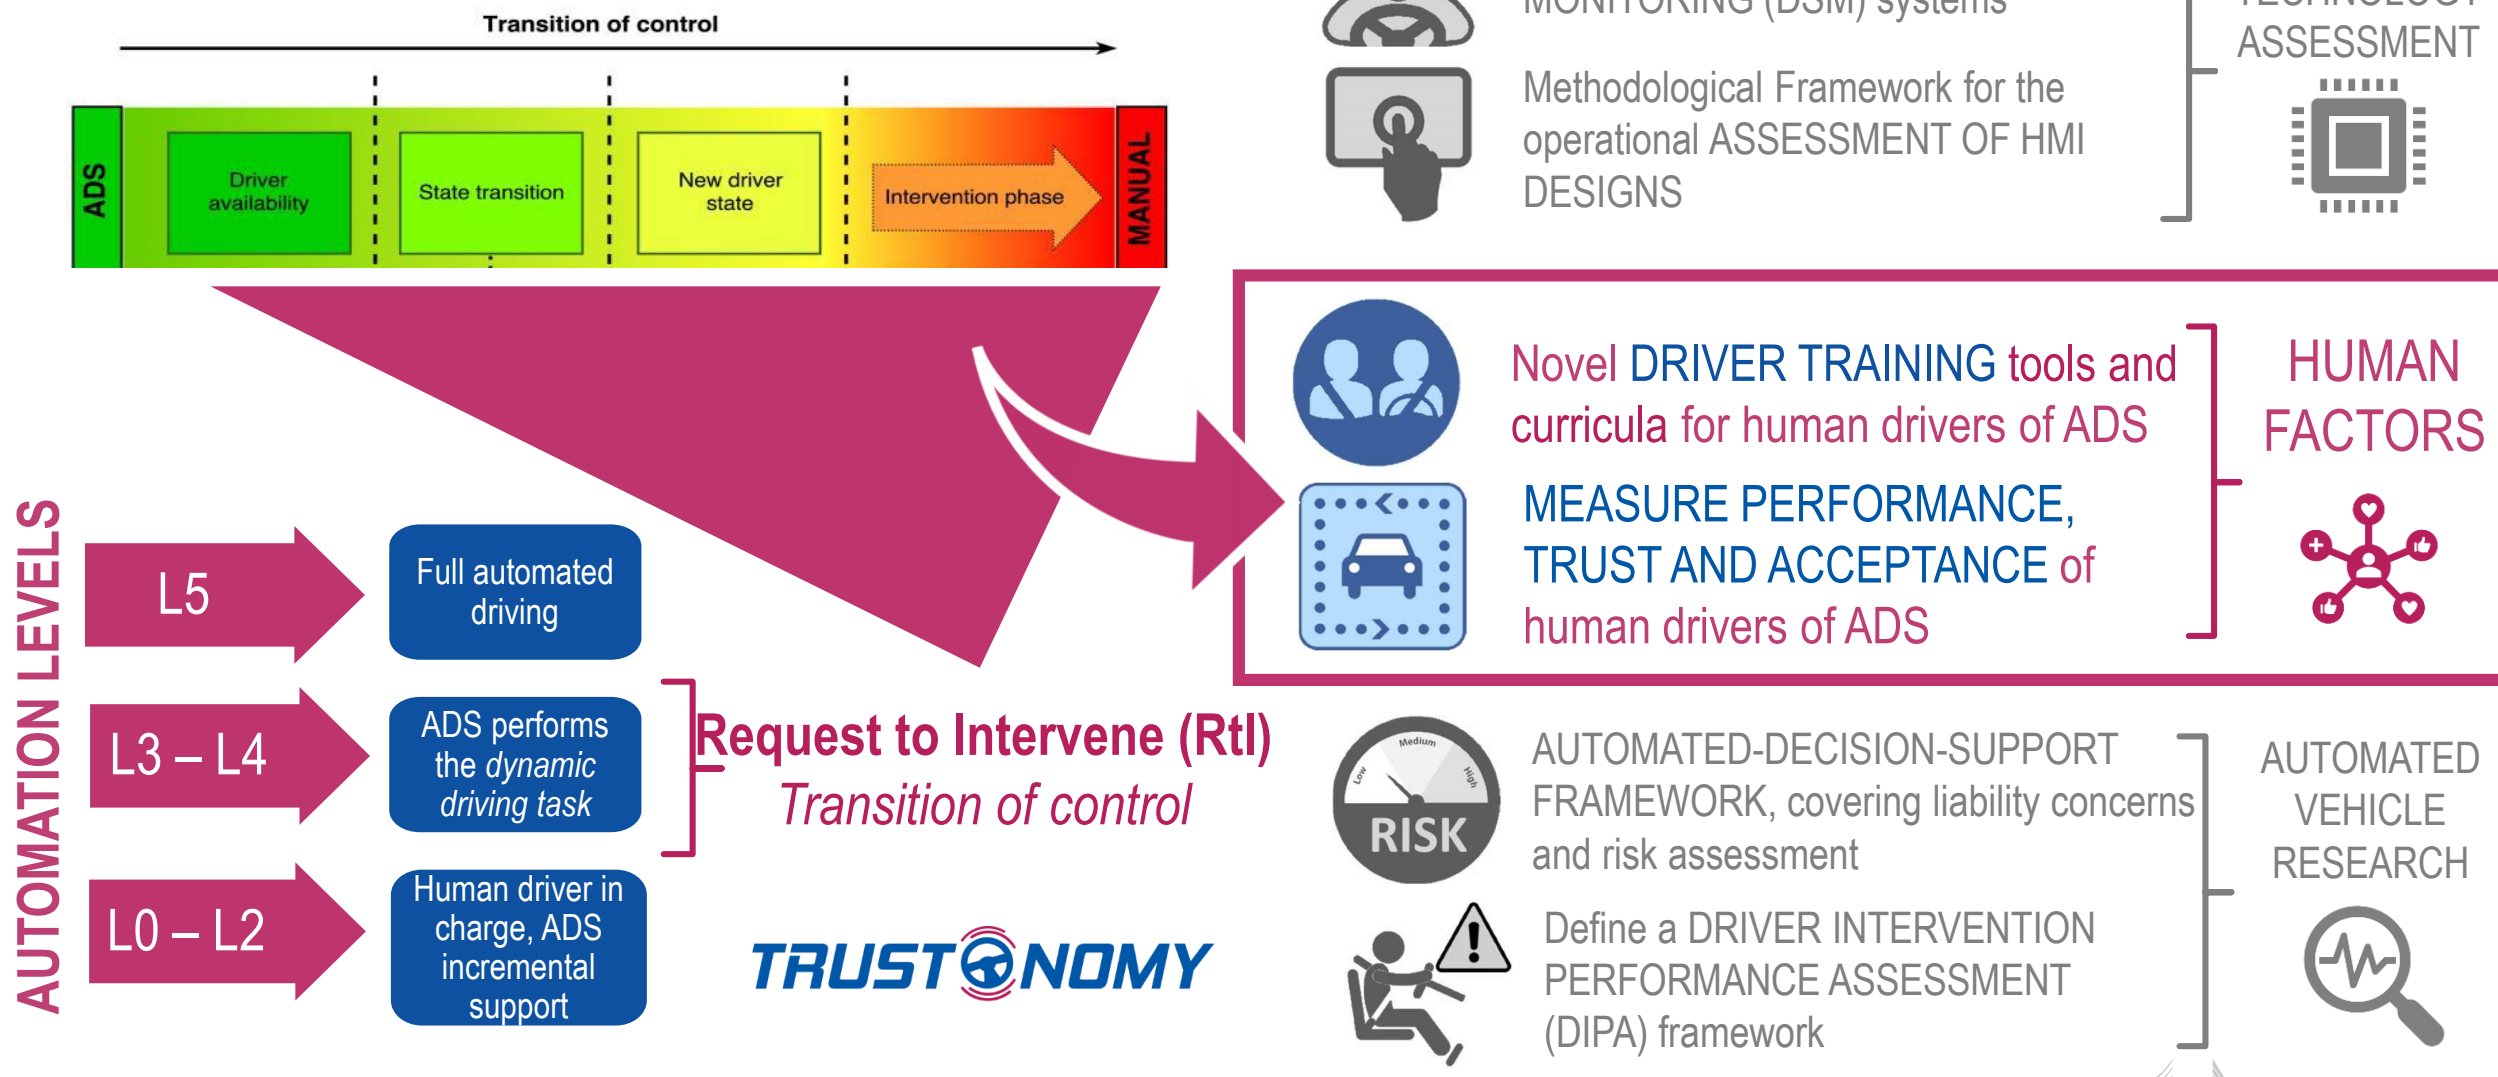 Transition of control
ADS
Driver
availability
State transition
New driver
state
Intervention phase
MANUAL
AUTOMATION LEVELS
L5
Full automated
driving
L3 – L4
ADS performs
the dynamic
driving task
L0 – L2
Human driver in
charge, ADS
incremental
support
Request to Intervene (RtI)
Transition of control
TRUSTONOMY
MONITORING (DSM) systems
Methodological Framework for the
operational ASSESSMENT OF HMI
DESIGNS
TECHNOLOGY
ASSESSMENT
Novel DRIVER TRAINING tools and
curricula for human drivers of ADS
MEASURE PERFORMANCE,
TRUST AND ACCEPTANCE of
human drivers of ADS
HUMAN
FACTORS
Low
Medium
High
RISK
AUTOMATED-DECISION-SUPPORT
FRAMEWORK, covering liability concerns
and risk assessment
Define a DRIVER INTERVENTION
PERFORMANCE ASSESSMENT
(DIPA) framework
AUTOMATED
VEHICLE
RESEARCH